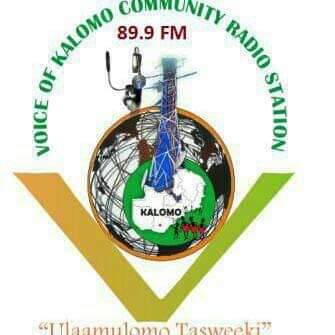 VOICE OF KALOMO COMMUNITY RADIO STATION
89.9 FM
KALOMO
"Ulaamulomo Tasweeki"